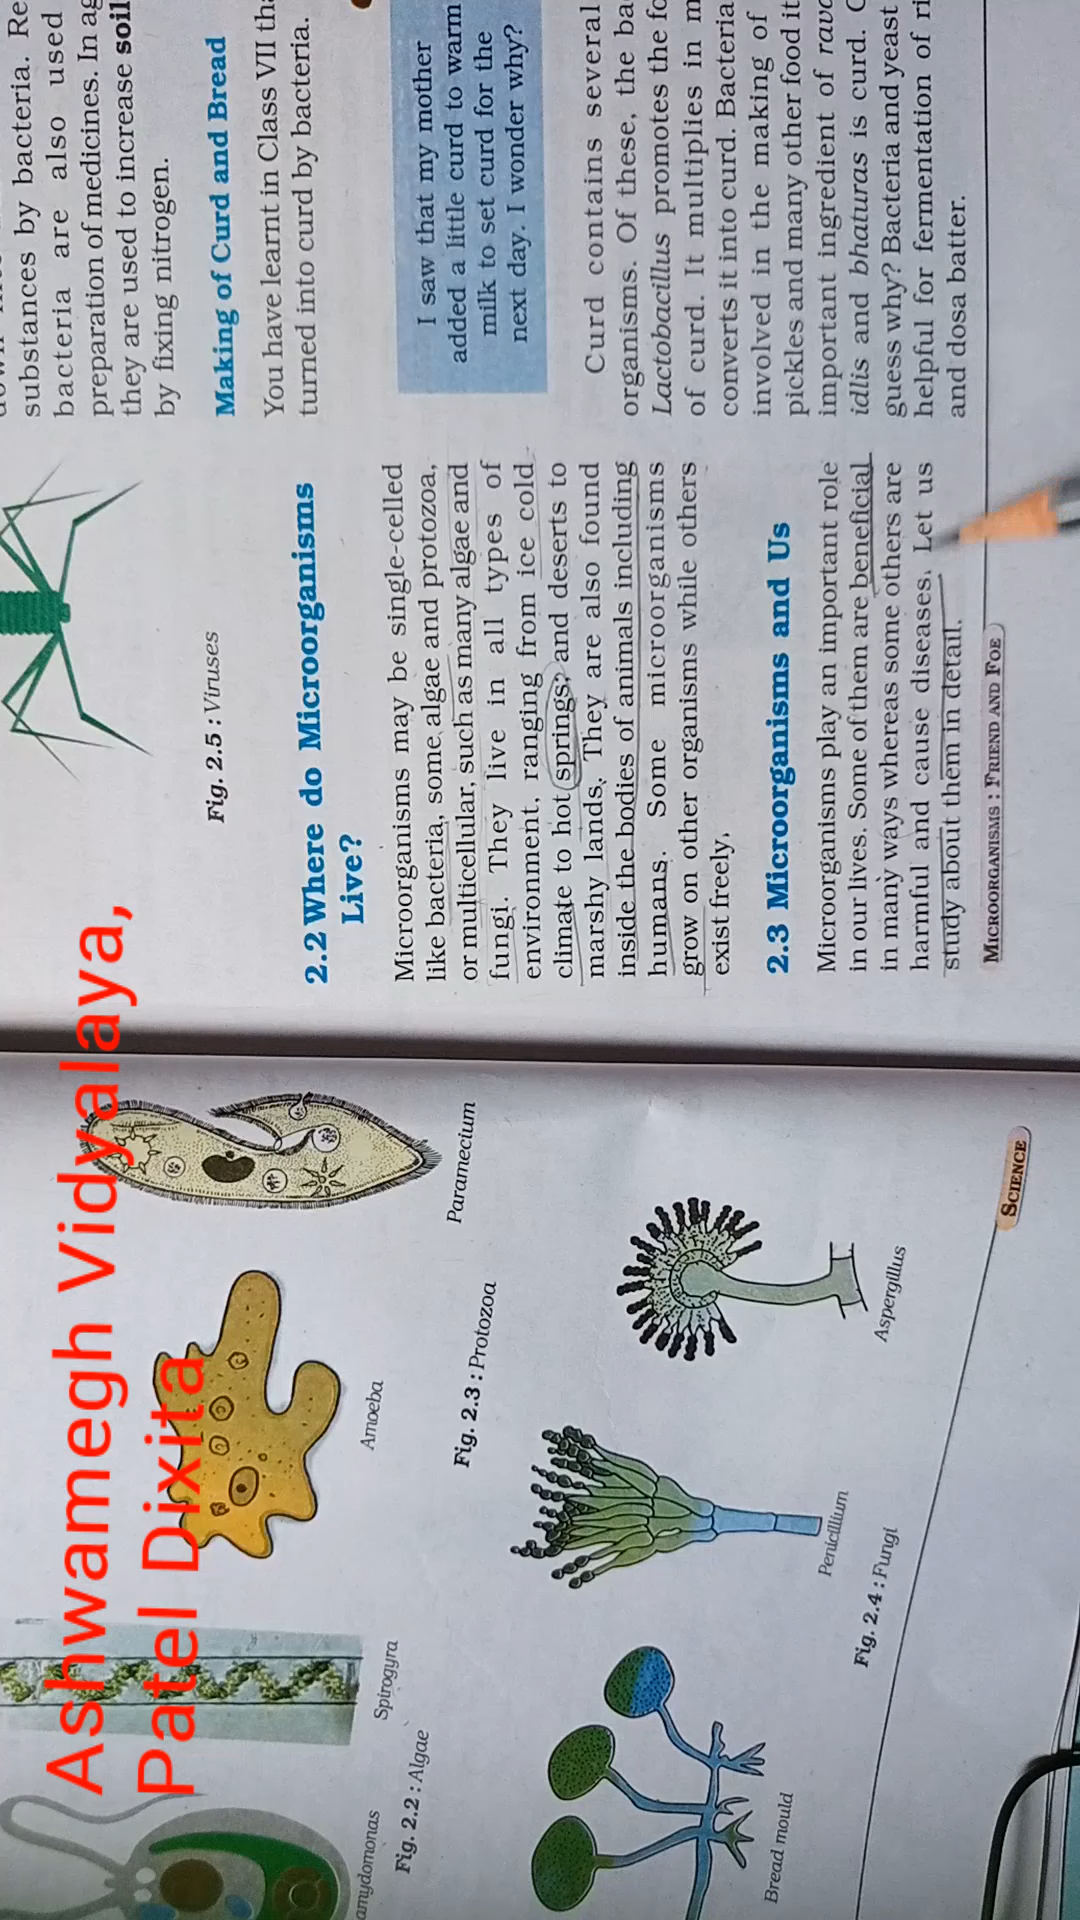 Ashwamegh Vidyalaya,
Patel Dixita
Spirogyra
Fig. 2.2 : Algae
Amoeba
Paramecium
Fig. 2.3 : Protozoa
Bread mould
Penicillium
Aspergillus
Fig. 2.4 : Fungi
SCIENCE
Fig. 2.5 : Viruses
2.2 Where do Microorganisms
Live?
Microorganisms may be single-celled
like bacteria, some algae and protozoa,
or multicellular, such as many algae and
fungi. They live in all types of
environment, ranging from ice cold
climate to hot springs; and deserts to
marshy lands. They are also found
inside the bodies of animals including
humans. Some microorganisms
grow on other organisms while others
exist freely.
2.3 Microorganisms and Us
Microorganisms play an important role
in our lives. Some of them are beneficial
in many ways whereas some others are
harmful and cause diseases. Let us
study about them in detail.
MICROORGANISMS : FRIEND AND FOE
substances by bacteria.
bacteria are also used
preparation of medicines. In
they are used to increase soil
by fixing nitrogen.
Making of Curd and Bread
You have learnt in Class VII
turned into curd by bacteria.
I saw that my mother
added a little curd to warm
milk to set curd for the
next day. I wonder why?
Curd contains several
organisms. Of these, the
Lactobacillus promotes the
of curd. It multiplies in
converts it into curd. Bacteria
involved in the making of
pickles and many other food
important ingredient of
idlis and bhaturas is curd.
guess why? Bacteria and yeast
helpful for fermentation of
and dosa batter.